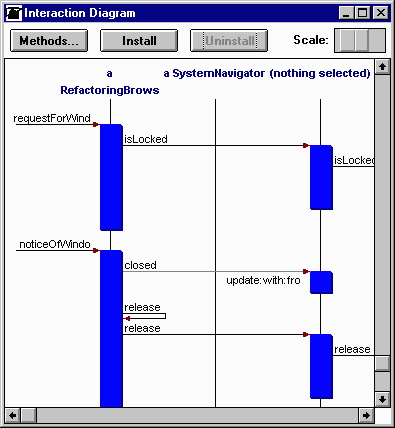 Interaction Diagram
Methods... Install Uninstall Scale:
a a SystemNavigator (nothing selected)
RefactoringBrows
requestForWind
isLocked
isLocked
noticeOfWindo
closed
update:with:fro
release
release
release